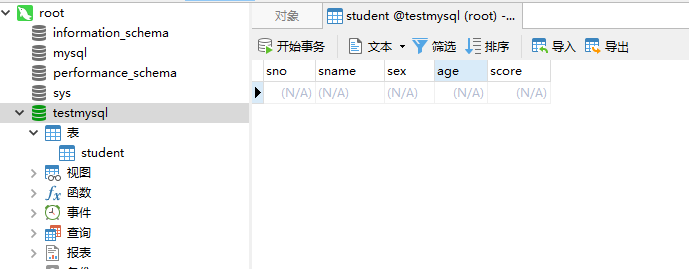 root
information_schema
mysql
performance_schema
sys
testmysql
表
student
视图
函数
事件
查询
报表
对象
student @testmysql (root) -...
开始事务 文本 筛选 排序 导入 导出
sno sname sex age score
(N/A) (N/A) (N/A) (N/A) (N/A)